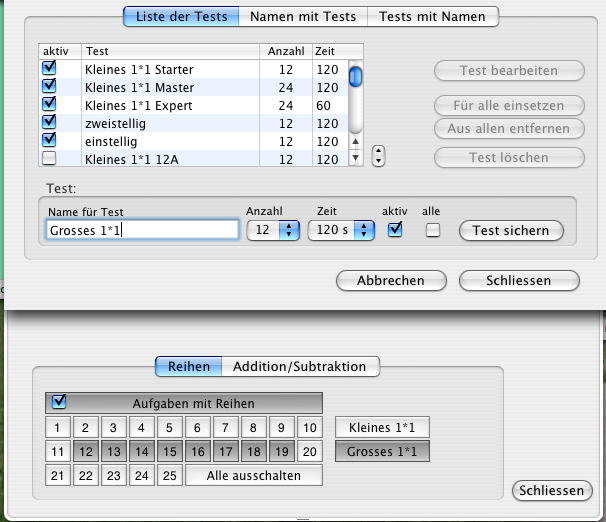 Liste der Tests Namen mit Tests Tests mit Namen
aktiv Test Anzahl Zeit
Kleines 1*1 Starter 12 120
Kleines 1*1 Master 24 120
Kleines 1*1 Expert 24 60
zweistellig 12 120
einstellig 12 120
Kleines 1*1 12A 12 120
Test bearbeiten
Für alle einsetzen
Aus allen entfernen
Test löschen
Test:
Name für Test Anzahl Zeit aktiv alle
Grosses 1*1 12 120 s Test sichern
Abbrechen Schliessen
Reihen Addition/Subtraktion
Aufgaben mit Reihen
1 2 3 4 5 6 7 8 9 10 Kleines 1*1
11 12 13 14 15 16 17 18 19 20 Grosses 1*1
21 22 23 24 25 Alle ausschalten
Schliessen